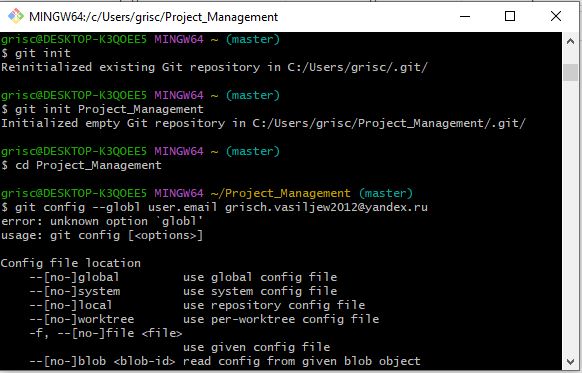 MINGW64:/c/Users/grisc/Project_Management
grisc@DESKTOP-K3QOEE5 MINGW64 ~ (master)
$ git init
Reinitialized existing Git repository in C:/Users/grisc/.git/
grisc@DESKTOP-K3QOEE5 MINGW64 ~ (master)
$ git init Project_Management
Initialized empty Git repository in C:/Users/grisc/Project_Management/.git/
grisc@DESKTOP-K3QOEE5 MINGW64 ~ (master)
$ cd Project_Management
grisc@DESKTOP-K3QOEE5 MINGW64 ~/Project_Management (master)
$ git config --globl user.email grisch.vasiljew2012@yandex.ru
error: unknown option `globl'
usage: git config [<options>]
Config file location
--[no-]global use global config file
--[no-]system use system config file
--[no-]local use repository config file
--[no-]worktree use per-worktree config file
-f, --[no-]file <file>
use given config file
--[no-]blob <blob-id> read config from given blob object